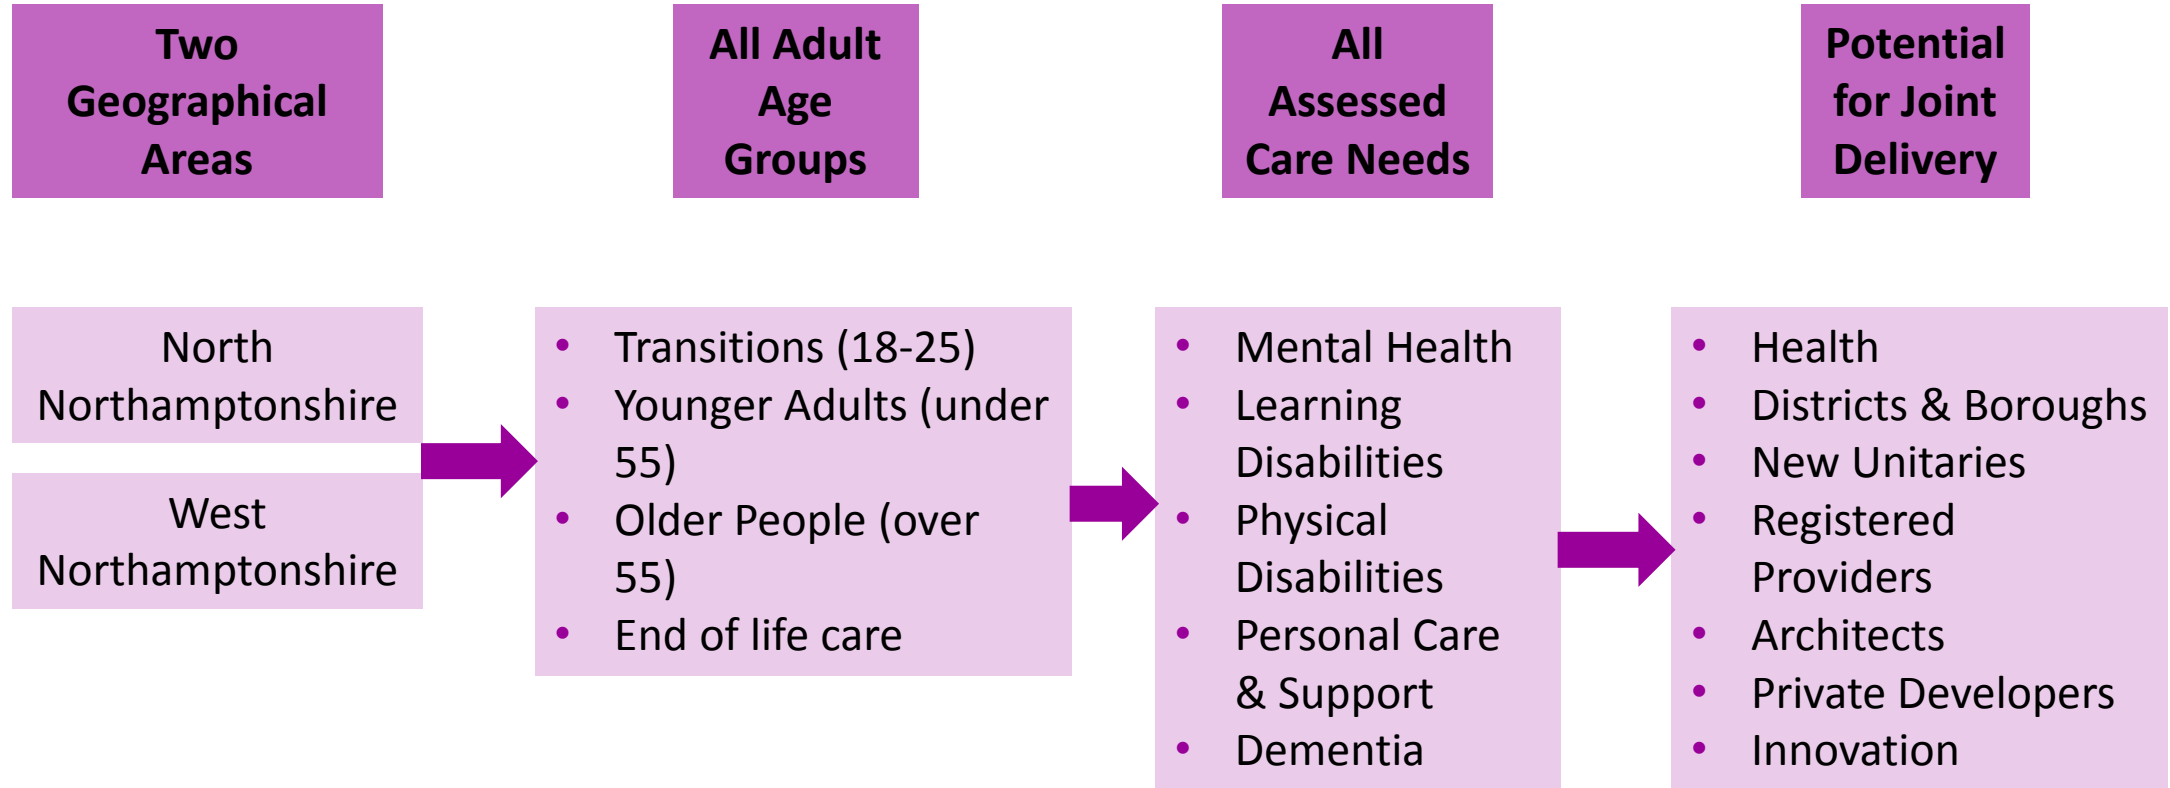 Two
Geographical
Areas
All Adult
Age
Groups
All
Assessed
Care Needs
Potential
for Joint
Delivery
North
Northamptonshire
West
Northamptonshire
• Transitions (18-25)
• Younger Adults (under
55)
• Older People (over
55)
• End of life care
• Mental Health
• Learning
Disabilities
• Physical
Disabilities
• Personal Care
& Support
• Dementia
• Health
• Districts & Boroughs
• New Unitaries
• Registered
Providers
• Architects
• Private Developers
• Innovation